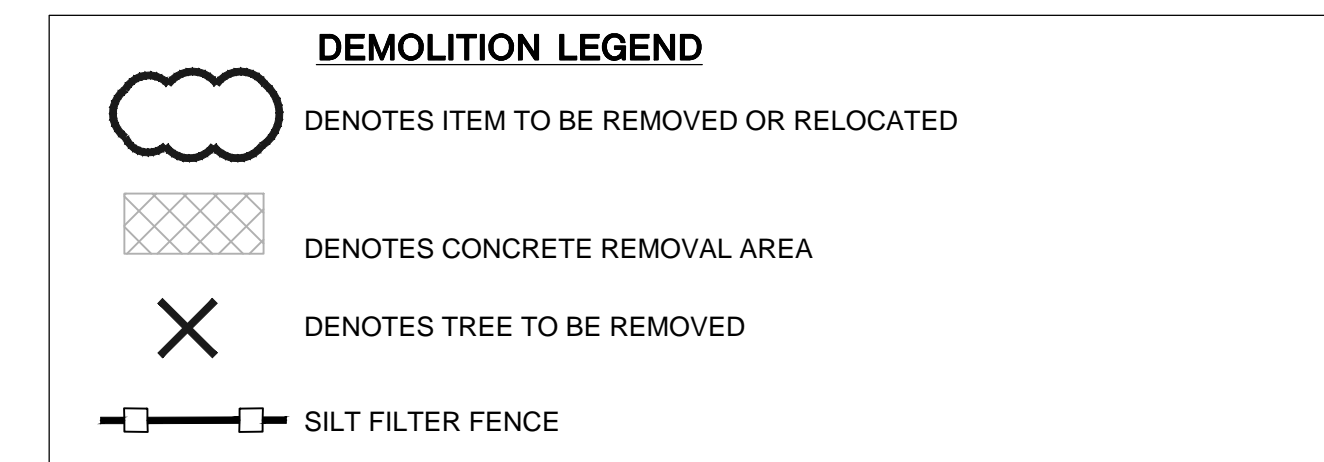 DEMOLITION LEGEND
DENOTES ITEM TO BE REMOVED OR RELOCATED
DENOTES CONCRETE REMOVAL AREA
DENOTES TREE TO BE REMOVED
SILT FILTER FENCE